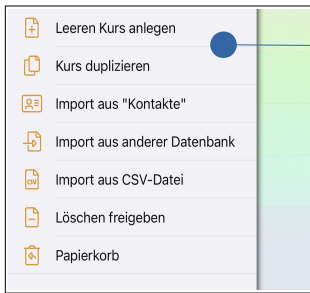 Leeren Kurs anlegen
Kurs duplizieren
Import aus "Kontakte"
Import aus anderer Datenbank
CSV
Import aus CSV-Datei
Löschen freigeben
Papierkorb